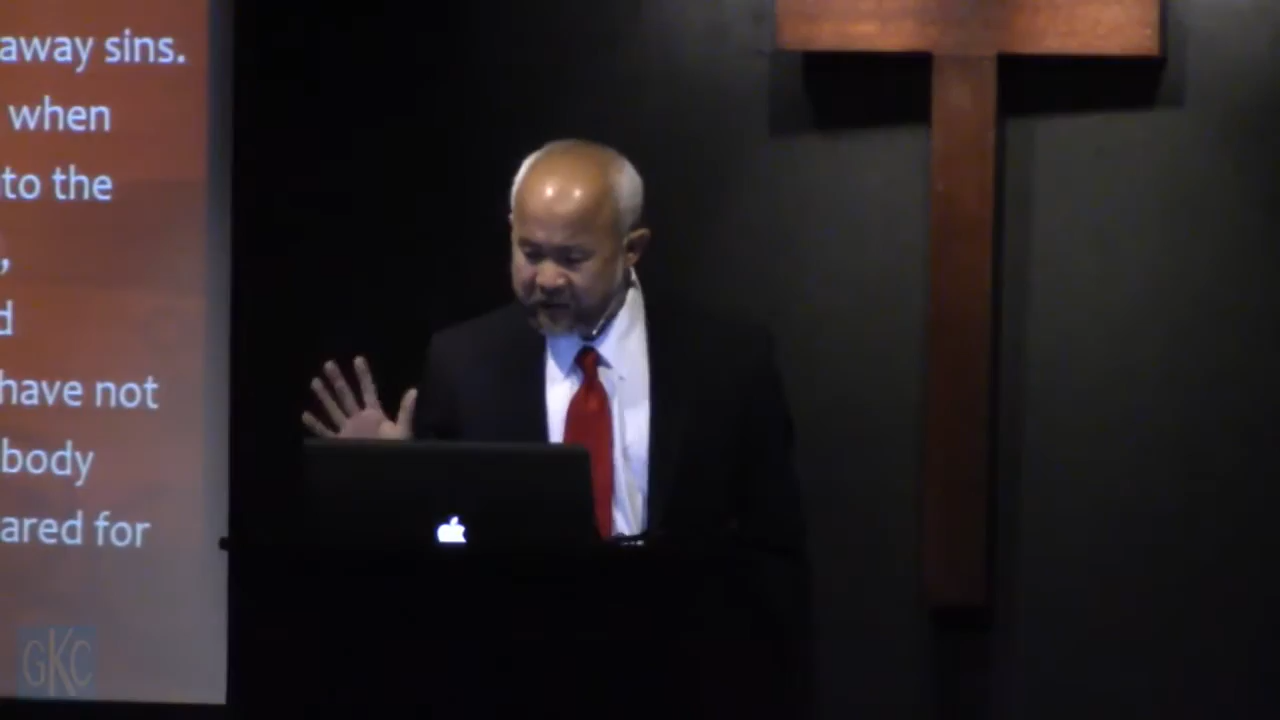 away sins.
when
to the
,
d
have not
body
ared for
GKC